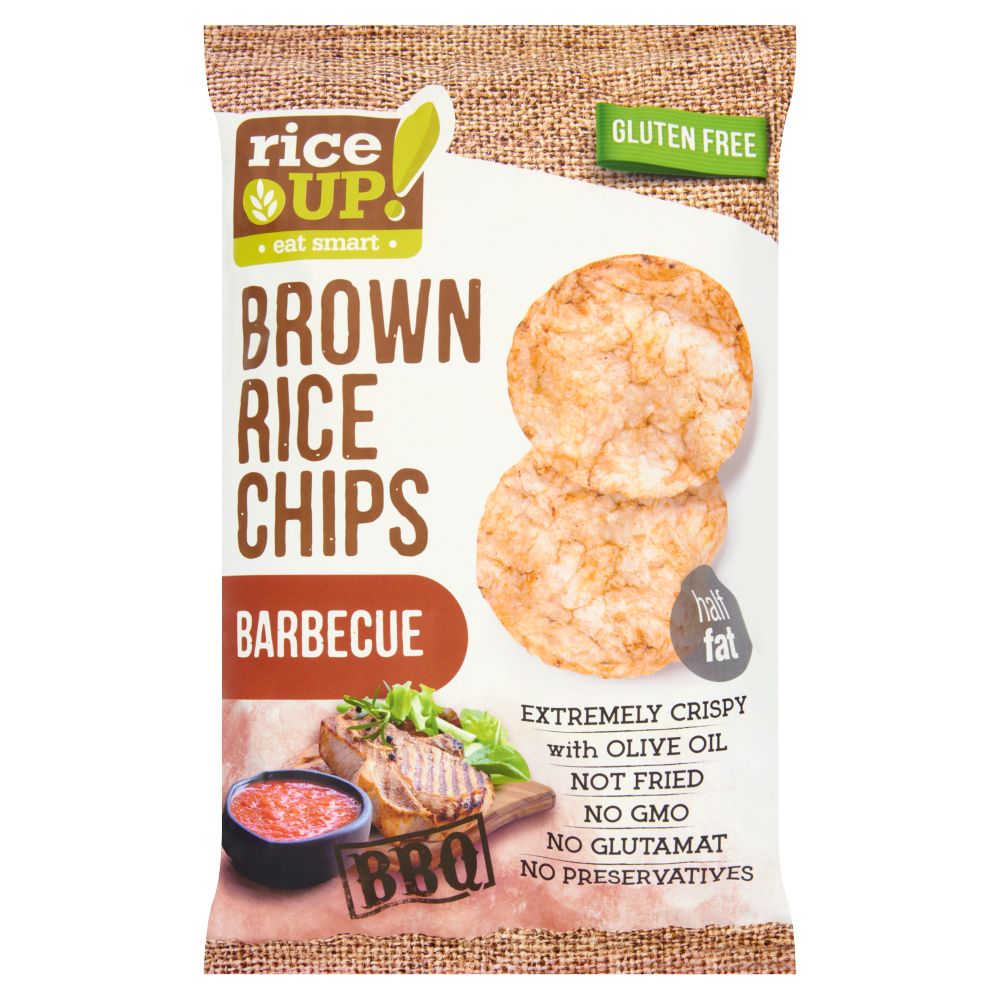 rice
UP!
• eat smart •
GLUTEN FREE
BROWN
RICE
CHIPS
BARBECUE
half
fat
EXTREMELY CRISPY
with OLIVE OIL
NOT FRIED
NO GMO
NO GLUTAMAT
NO PRESERVATIVES
BBQ